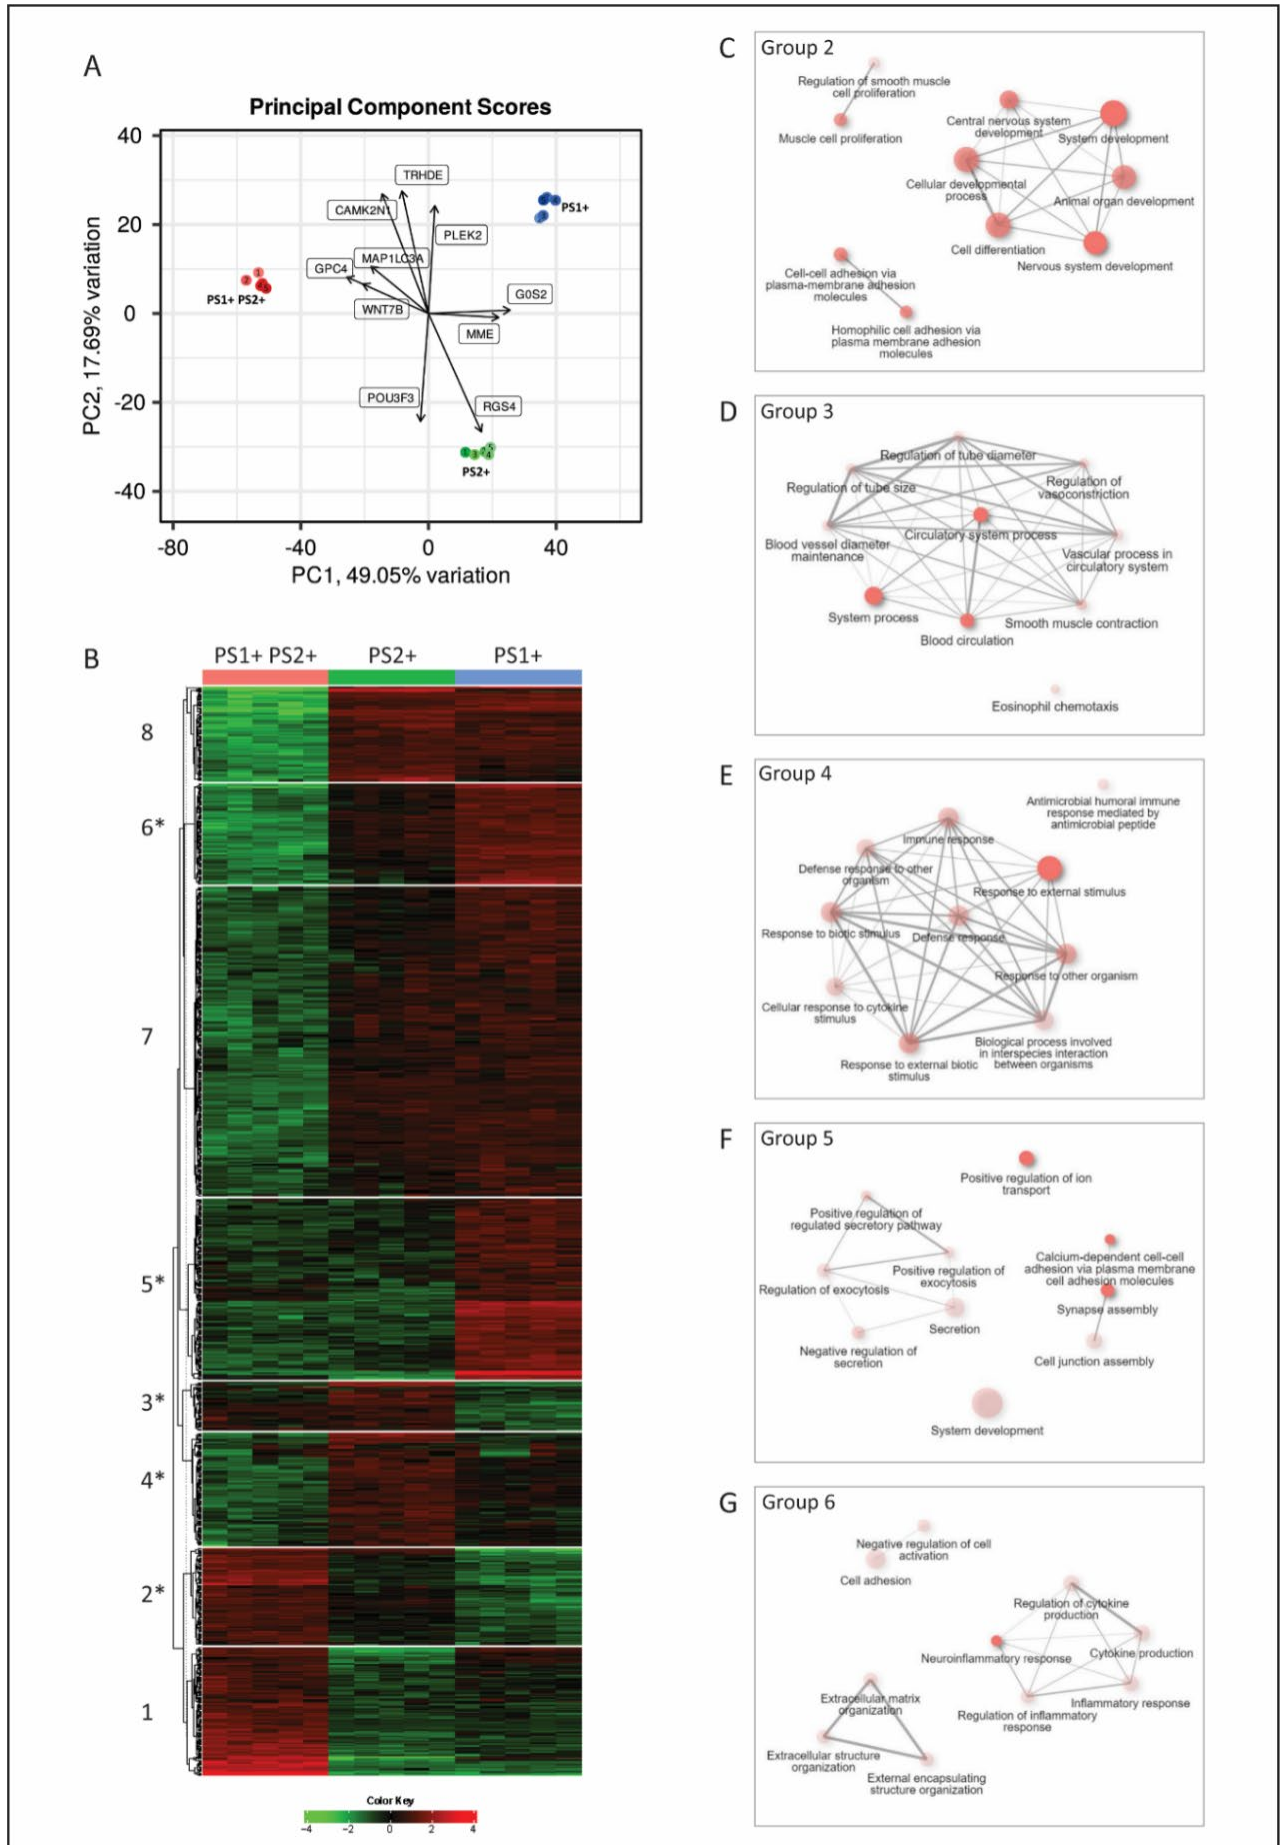 A
Principal Component Scores
40
20
0
-20
-40
-80
-40
0
40
PC2, 17.69% variation
PC1, 49.05% variation
TRHDE
CAMK2N1
PLEK2
MAP1LC3A
GPC4
WNT7B
G0S2
MME
POU3F3
RGS4
PS1+
PS1+ PS2+
PS2+
B
PS1+ PS2+
PS2+
PS1+
8
6*
7
5*
3*
4*
2*
1
Color Key
-4
-2
0
2
4
C
Group 2
Regulation of smooth muscle
cell proliferation
Muscle cell proliferation
Central nervous system
development
System development
Cellular developmental
process
Animal organ development
Cell differentiation
Nervous system development
Cell-cell adhesion via
plasma-membrane adhesion
molecules
Homophilic cell adhesion via
plasma membrane adhesion
molecules
D
Group 3
Regulation of tube diameter
Regulation of tube size
Regulation of
vasoconstriction
Circulatory system process
Blood vessel diameter
maintenance
Vascular process in
circulatory system
System process
Smooth muscle contraction
Blood circulation
Eosinophil chemotaxis
E
Group 4
Antimicrobial humoral immune
response mediated by
antimicrobial peptide
Immune response
Defense response to other
organism
Response to external stimulus
Response to biotic stimulus
Defense response
Response to other organism
Cellular response to cytokine
stimulus
Biological process involved
in interspecies interaction
between organisms
Response to external biotic
stimulus
F
Group 5
Positive regulation of ion
transport
Positive regulation of
regulated secretory pathway
Calcium-dependent cell-cell
adhesion via plasma membrane
cell adhesion molecules
Positive regulation of
exocytosis
Regulation of exocytosis
Synapse assembly
Secretion
Negative regulation of
secretion
Cell junction assembly
System development
G
Group 6
Negative regulation of cell
activation
Cell adhesion
Regulation of cytokine
production
Neuroinflammatory response
Cytokine production
Extracellular matrix
organization
Inflammatory response
Regulation of inflammatory
response
Extracellular structure
organization
External encapsulating
structure organization